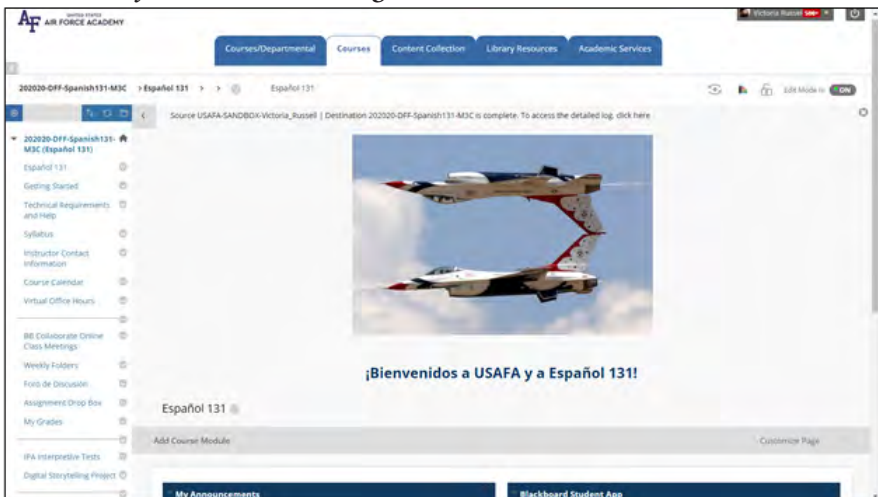 UNITED STATES
AF AIR FORCE ACADEMY
Victoria Russell
Courses/Departmental Courses Content Collection Library Resources Academic Services
202020-DFF-Spanish131-M3C > Español 131 > > Español 131
Edit Mode is: ON
Source USAFA-SANDBOX-Victoria_Russell | Destination 202020-DFF-Spanish131-M3C is complete. To access the detailed log, click here
202020-DFF-Spanish131-
M3C (Español 131)
Español 131
Getting Started
Technical Requirements
and Help
Syllabus
Instructor Contact
Information
Course Calendar
Virtual Office Hours
BB Collaborate Online
Class Meetings
Weekly Folders
Foro de Discusión
Assignment Drop Box
My Grades
IPA Interpretive Tests
Digital Storytelling Project
¡Bienvenidos a USAFA y a Español 131!
Español 131
Add Course Module
Customize Page
My Announcements
Blackboard Student App